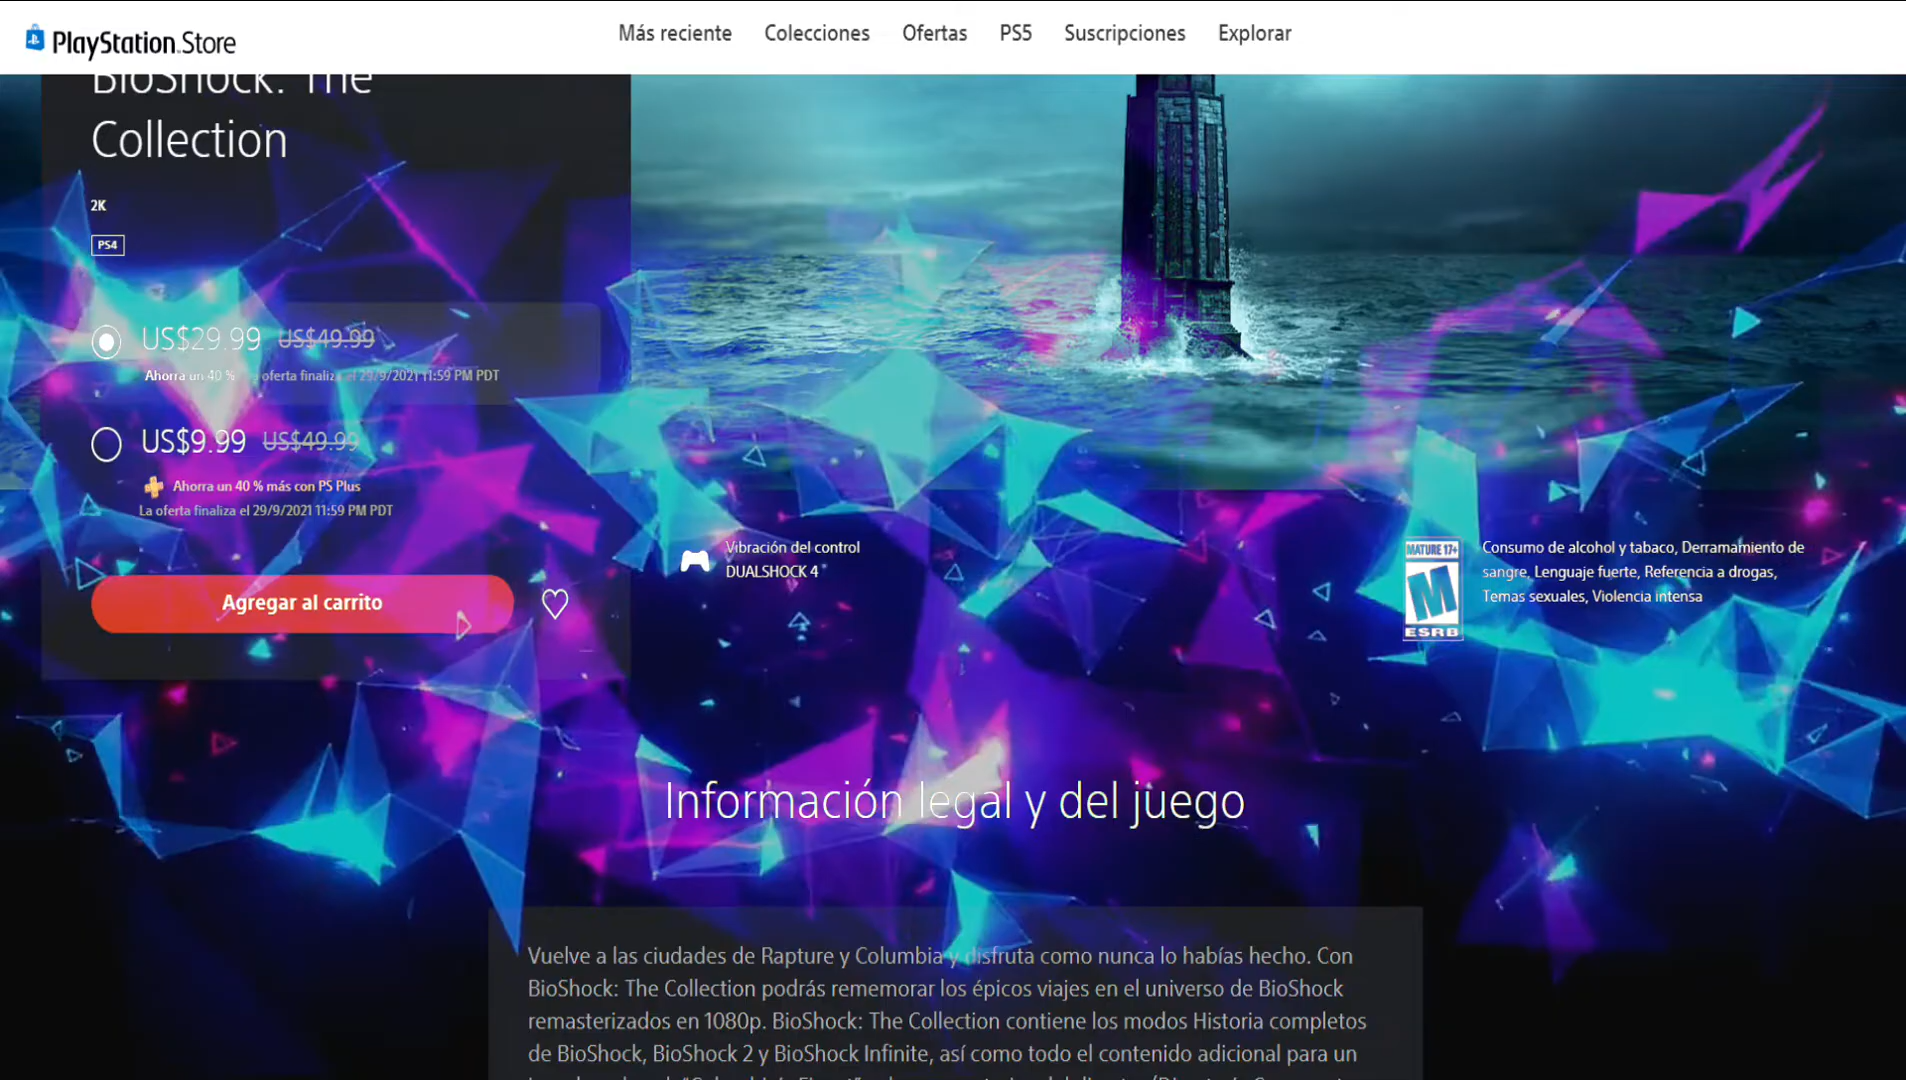 PlayStation Store
Más reciente
Colecciones
Ofertas
PS5
Suscripciones
Explorar
BioShock: The
Collection
2K
PS4
US$29.99 US$49.99
Ahorra un 40 % oferta finaliza el 29/9/2021 11:59 PM PDT
US$9.99 US$49.99
Ahorra un 40 % más con PS Plus
La oferta finaliza el 29/9/2021 11:59 PM PDT
Agregar al carrito
Vibración del control
DUALSHOCK 4
MATURE 17+
M
ESRB
Consumo de alcohol y tabaco, Derramamiento de
sangre, Lenguaje fuerte, Referencia a drogas,
Temas sexuales, Violencia intensa
Información legal y del juego
Vuelve a las ciudades de Rapture y Columbia y disfruta como nunca lo habías hecho. Con
BioShock: The Collection podrás rememorar los épicos viajes en el universo de BioShock
remasterizados en 1080p. BioShock: The Collection contiene los modos Historia completos
de BioShock, BioShock 2 y BioShock Infinite, así como todo el contenido adicional para un